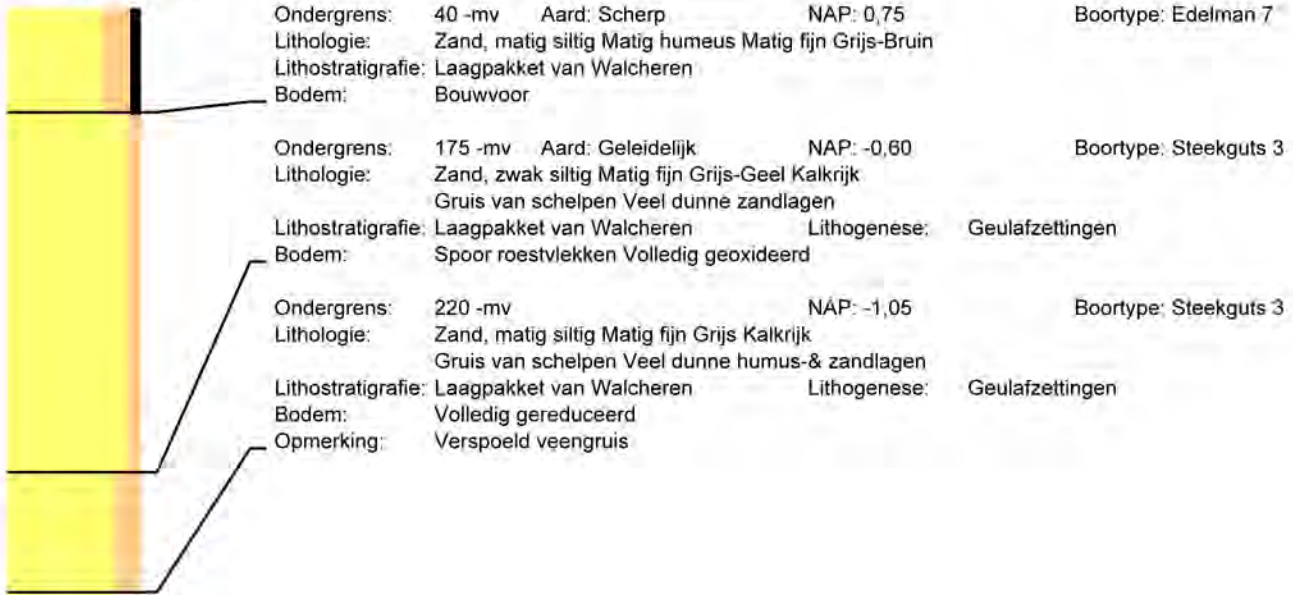 Ondergrens: 40 -mv Aard: Scherp NAP: 0,75 Boortype: Edelman 7
Lithologie: Zand, matig siltig Matig humeus Matig fijn Grijs-Bruin
Lithostratigrafie: Laagpakket van Walcheren
Bodem: Bouwvoor
Ondergrens: 175 -mv Aard: Geleidelijk NAP: -0,60 Boortype: Steekguts 3
Lithologie: Zand, zwak siltig Matig fijn Grijs-Geel Kalkrijk
Gruis van schelpen Veel dunne zandlagen
Lithostratigrafie: Laagpakket van Walcheren Lithogenese: Geulafzettingen
Bodem: Spoor roestvlekken Volledig geoxideerd
Ondergrens: 220 -mv NAP: -1,05 Boortype: Steekguts 3
Lithologie: Zand, matig siltig Matig fijn Grijs Kalkrijk
Gruis van schelpen Veel dunne humus-& zandlagen
Lithostratigrafie: Laagpakket van Walcheren Lithogenese: Geulafzettingen
Bodem: Volledig gereduceerd
Opmerking: Verspoeld veengruis